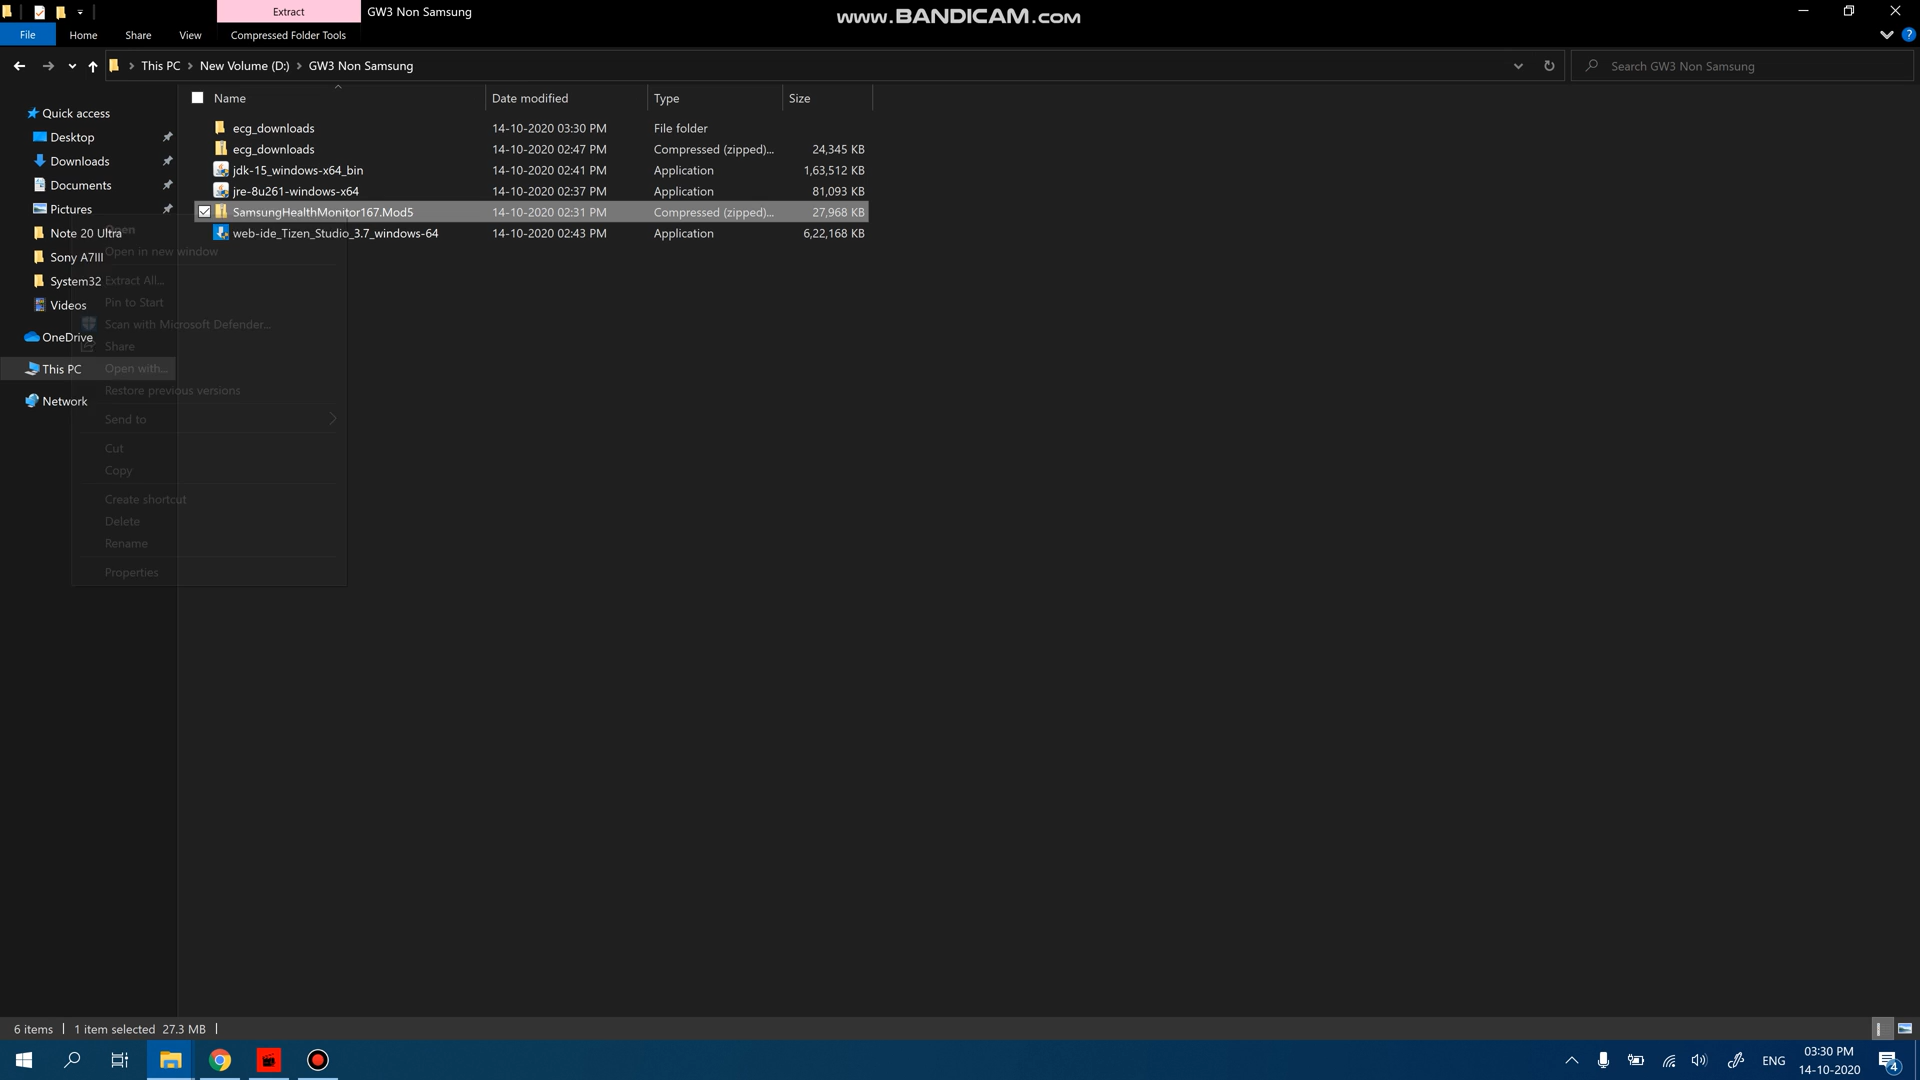 Extract
GW3 Non Samsung
www.BANDICAM.com
File
Home
Share
View
Compressed Folder Tools
This PC
New Volume (D:)
GW3 Non Samsung
Search GW3 Non Samsung
Name
Date modified
Type
Size
ecg_downloads 14-10-2020 03:30 PM File folder
ecg_downloads 14-10-2020 02:47 PM Compressed (zipped)... 24,345 KB
jdk-15_windows-x64_bin 14-10-2020 02:41 PM Application 1,63,512 KB
jre-8u261-windows-x64 14-10-2020 02:37 PM Application 81,093 KB
SamsungHealthMonitor167.Mod5 14-10-2020 02:31 PM Compressed (zipped)... 27,968 KB
web-ide_Tizen_Studio_3.7_windows-64 14-10-2020 02:43 PM Application 6,22,168 KB
Quick access
Desktop
Downloads
Documents
Pictures
Note 20 Ultra
Sony A7III
System32
Videos
OneDrive
This PC
Network
Open
Open in new window
Extract All...
Pin to Start
Scan with Microsoft Defender...
Share
Open with...
Restore previous versions
Send to
Cut
Copy
Create shortcut
Delete
Rename
Properties
6 items
1 item selected 27.3 MB
ENG
03:30 PM
14-10-2020
4